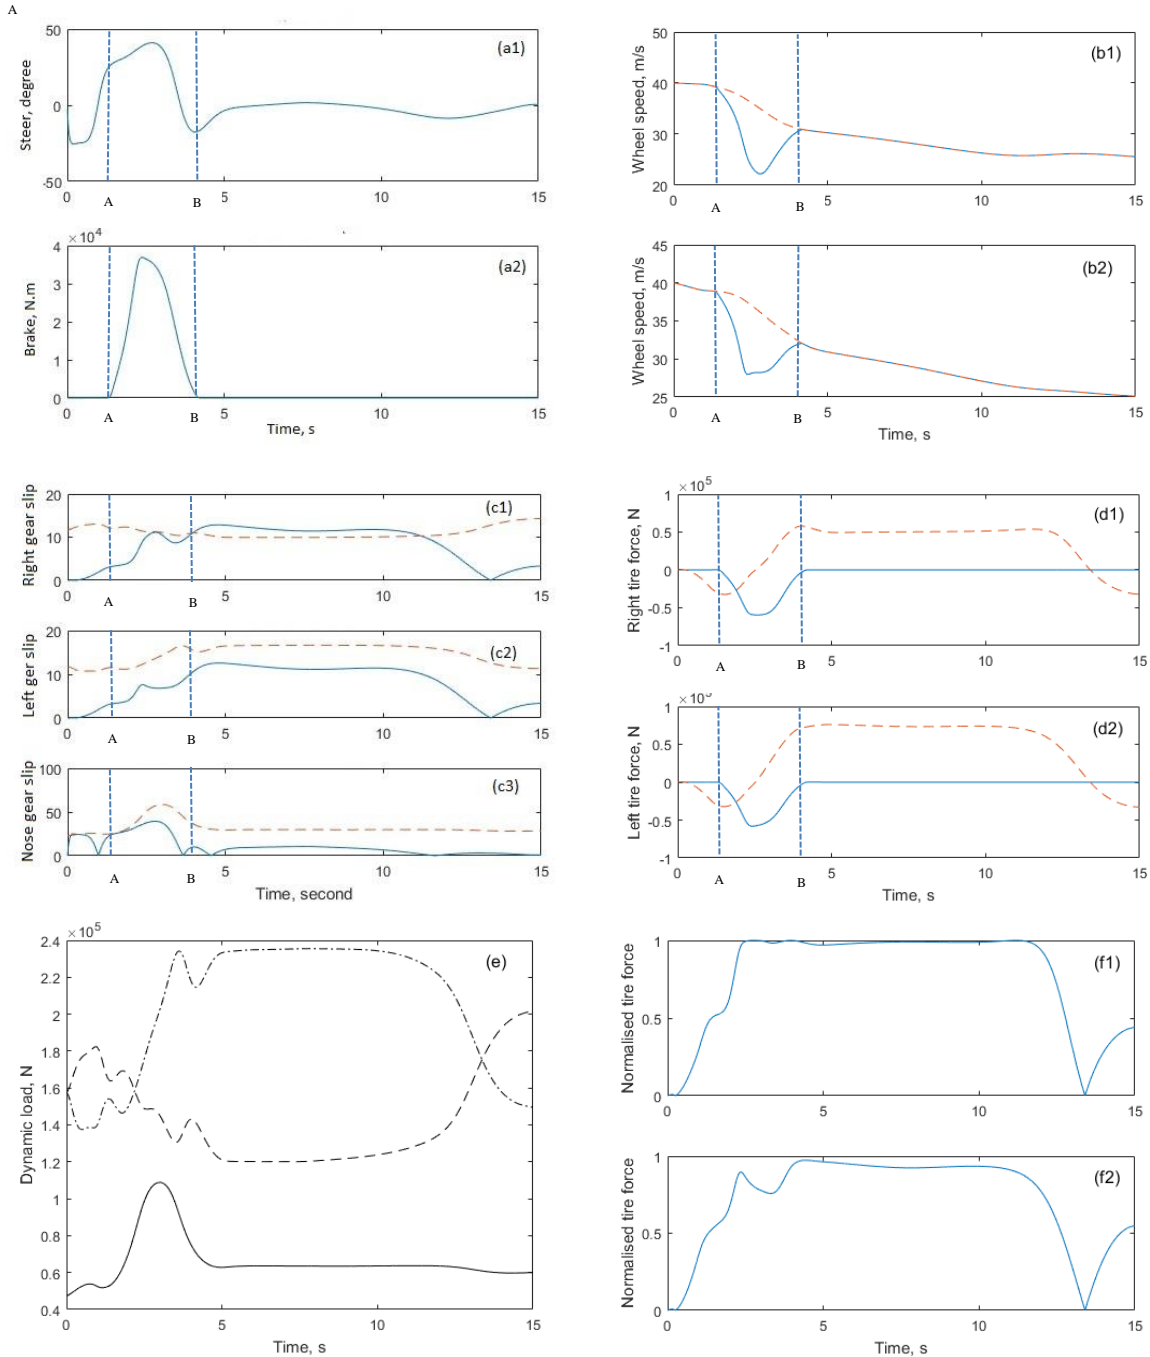 A
(a1)
Steer, degree
50
0
-50
0 5 10 15
A B
(b1)
Wheel speed, m/s
50
40
30
20
0 5 10 15
A B
×10^4
(a2)
Brake, N.m
4
3
2
1
0
0 5 10 15
A B
Time, s
(b2)
Wheel speed, m/s
45
40
35
30
25
0 5 10 15
A B
Time, s
(c1)
Right gear slip
20
10
0
0 5 10 15
A B
(c2)
Left ger slip
20
10
0
0 5 10 15
A B
(c3)
Nose gear slip
100
50
0
0 5 10 15
A B
Time, second
×10^5
(d1)
Right tire force, N
1
0.5
0
-0.5
-1
0 5 10 15
A B
(d2)
Left tire force, N
1
0.5
0
-0.5
-1
0 5 10 15
A B
Time, s
×10^5
(e)
Dynamic load, N
2.4
2.2
2
1.8
1.6
1.4
1.2
1
0.8
0.6
0.4
0 5 10 15
Time, s
(f1)
Normalised tire force
1
0.5
0
0 5 10 15
(f2)
Normalised tire force
1
0.5
0
0 5 10 15
Time, s